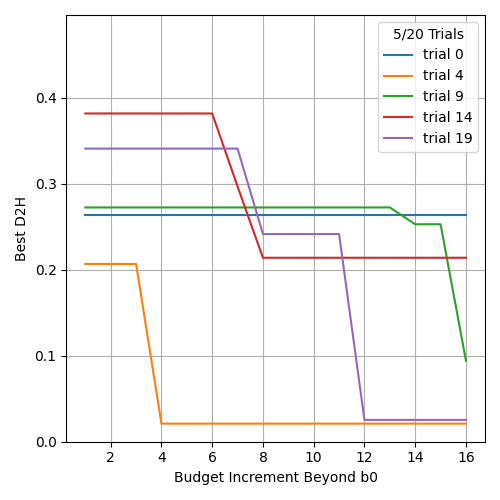 5/20 Trials
trial 0
trial 4
trial 9
trial 14
trial 19
Best D2H
0.4
0.3
0.2
0.1
0.0
2 4 6 8 10 12 14 16
Budget Increment Beyond b0